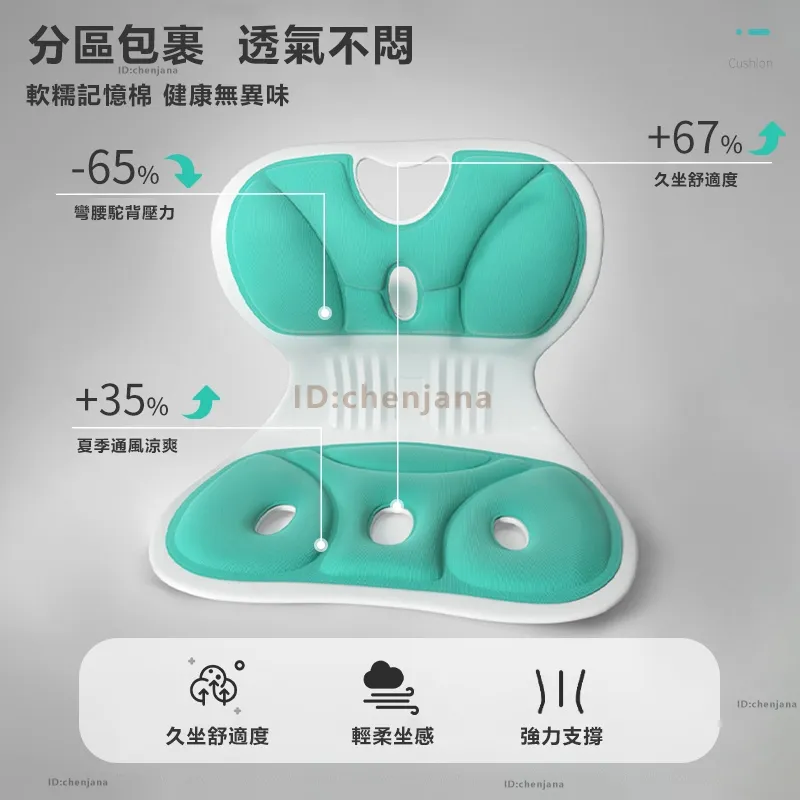 分區包裹 透氣不悶
ID:chenjana
軟糯記憶棉 健康無異味
Cushion
-65%
彎腰駝背壓力
+67%
久坐舒適度
+35%
夏季通風涼爽
ID:chenjana
久坐舒適度
輕柔坐感
強力支撐
ID:chenjana
ID:chenjana
ID:chenjana